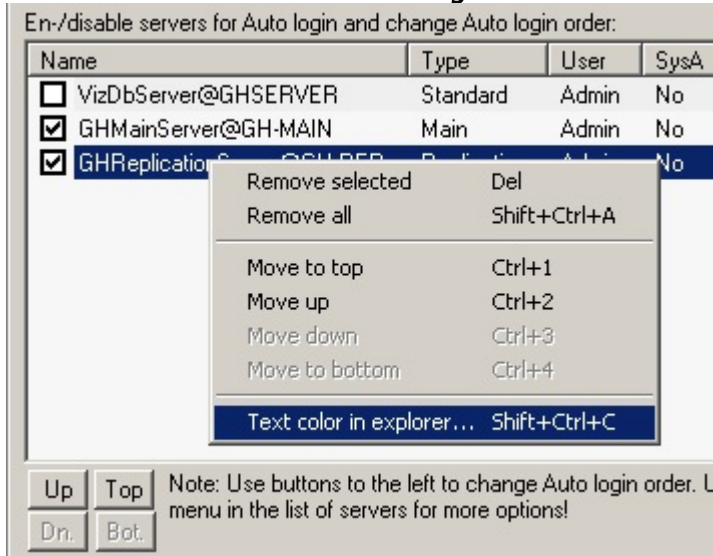 En-/disable servers for Auto login and change Auto login order:
Name Type User SysA
VizDbServer@GHSERVER Standard Admin No
GHMainServer@GH-MAIN Main Admin No
No
Remove selected Del
Remove all Shift+Ctrl+A
Move to top Ctrl+1
Move up Ctrl+2
Move down Ctrl+3
Move to bottom Ctrl+4
Text color in explorer... Shift+Ctrl+C
Up Top Note: Use buttons to the left to change Auto login order. U
Dn. Bot. menu in the list of servers for more options!